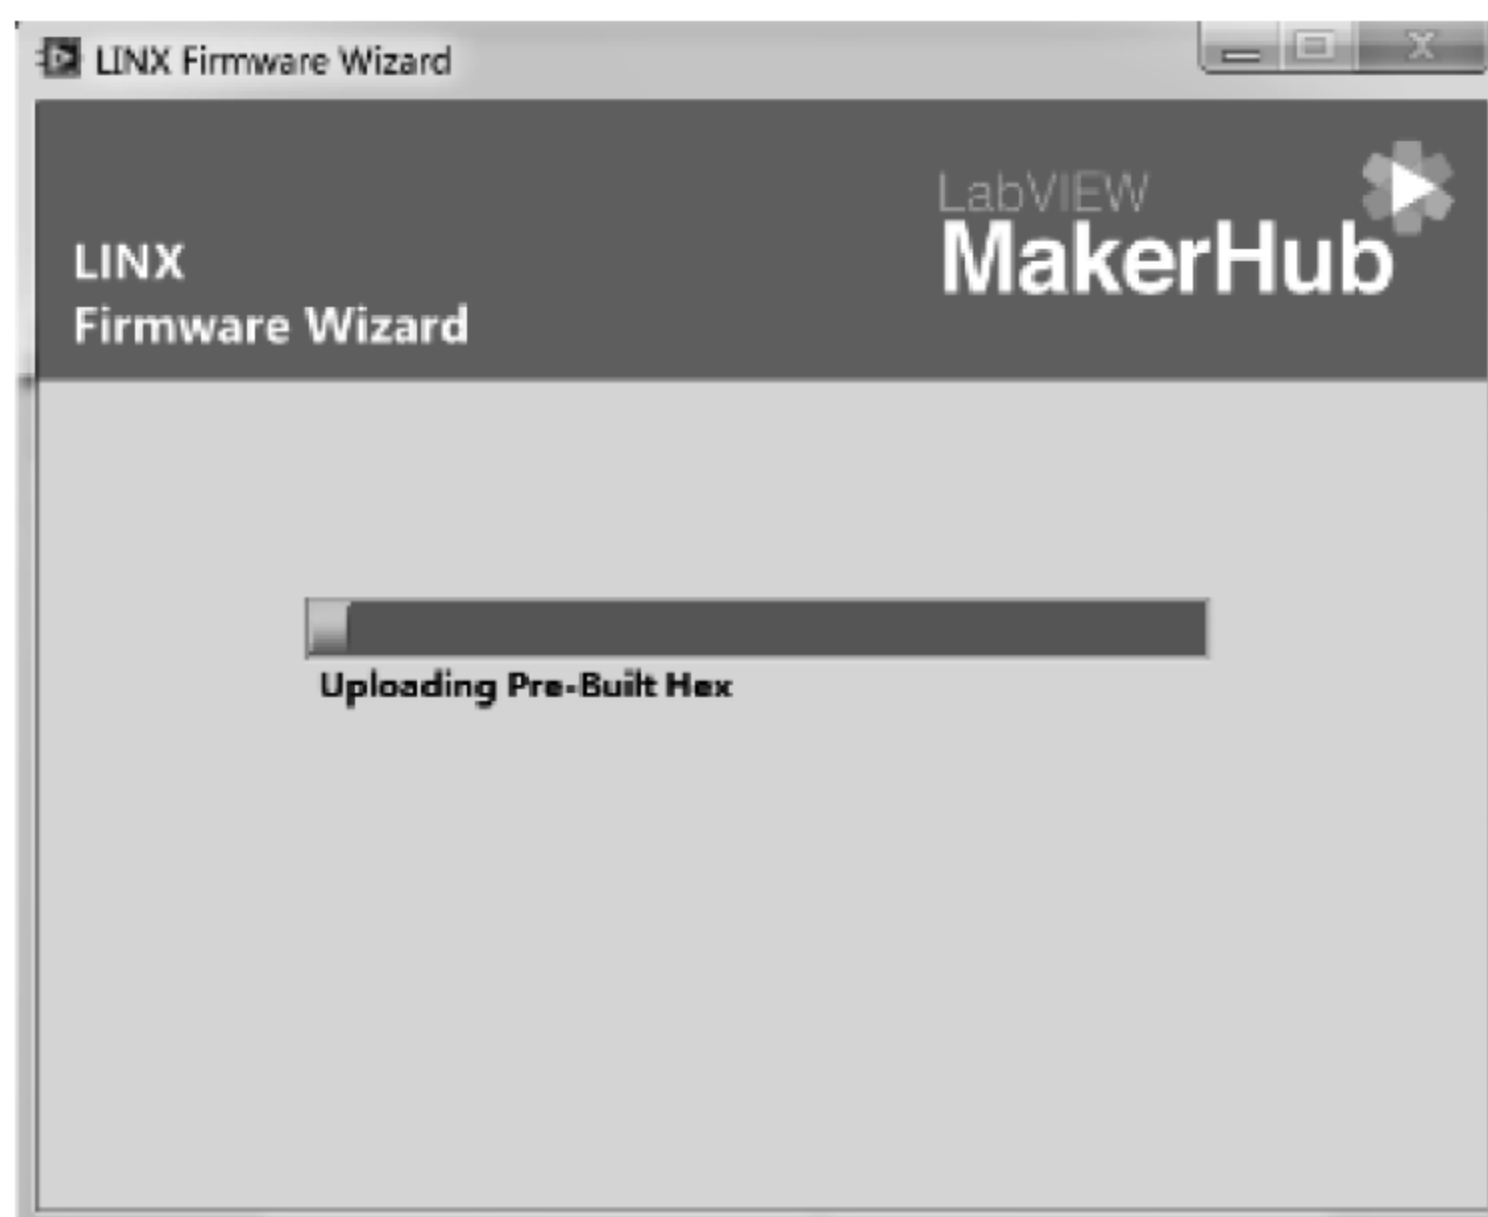 LINX Firmware Wizard
LabVIEW
MakerHub
LINX
Firmware Wizard
Uploading Pre-Built Hex